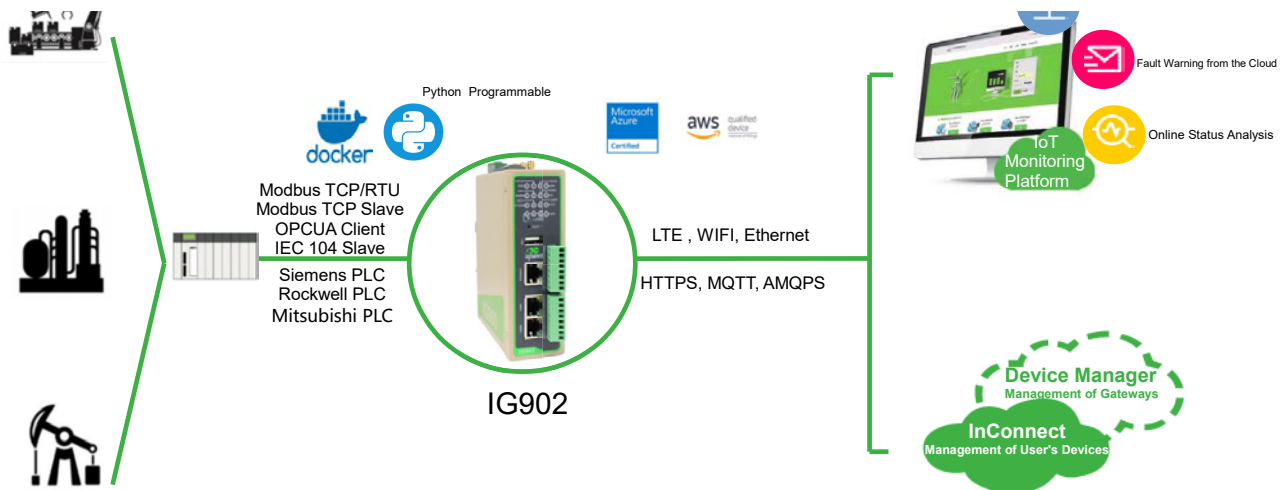 Python Programmable
docker
Microsoft
Azure
Certified
aws
qualified
device
Modbus TCP/RTU
Modbus TCP Slave
OPCUA Client
IEC 104 Slave
Siemens PLC
Rockwell PLC
Mitsubishi PLC
IG902
LTE , WIFI, Ethernet
HTTPS, MQTT, AMQPS
Fault Warning from the Cloud
Online Status Analysis
IoT
Monitoring
Platform
Device Manager
Management of Gateways
InConnect
Management of User's Devices